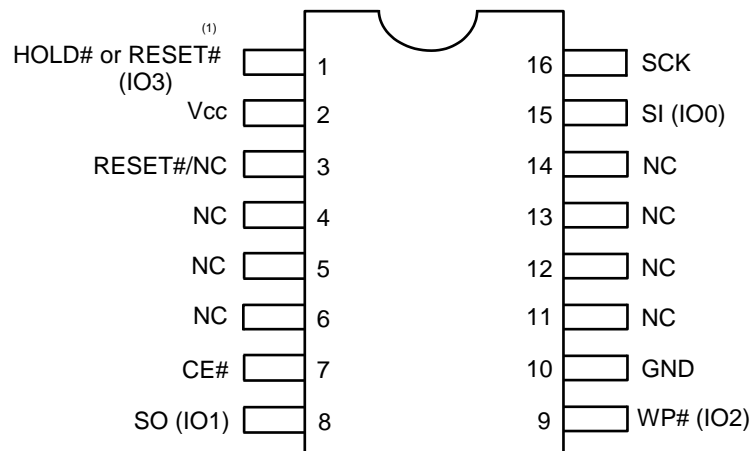 (1)
HOLD# or RESET#
(IO3)
1
16
SCK
Vcc
2
15
SI (IO0)
RESET#/NC
3
14
NC
NC
4
13
NC
NC
5
12
NC
NC
6
11
NC
CE#
7
10
GND
SO (IO1)
8
9
WP# (IO2)